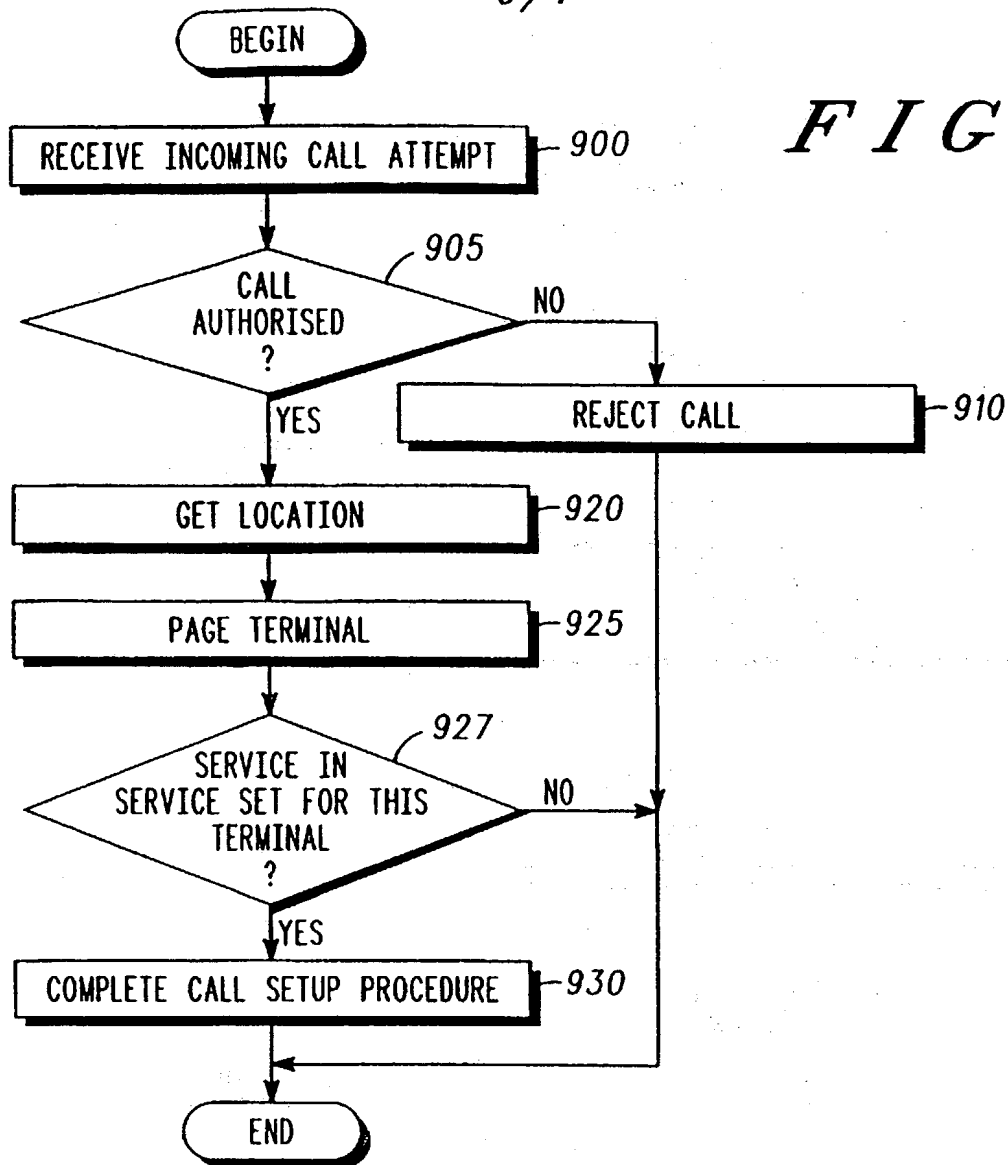 BEGIN
FIG
RECEIVE INCOMING CALL ATTEMPT 900
905
CALL
AUTHORISED
?
NO
YES
REJECT CALL 910
GET LOCATION 920
PAGE TERMINAL 925
927
SERVICE IN
SERVICE SET FOR THIS
TERMINAL
?
NO
YES
COMPLETE CALL SETUP PROCEDURE 930
END